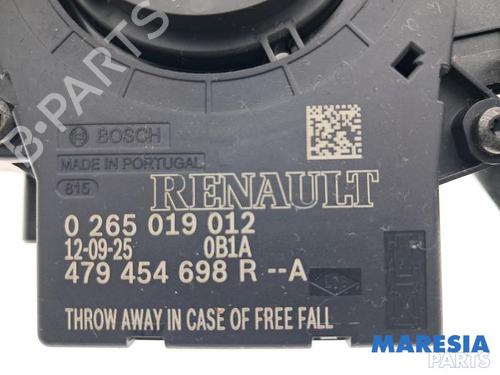 BOSCH
MADE IN PORTUGAL
815
RENAULT
0 265 019 012
12-09-25 0B1A
479 454 698 R --A
THROW AWAY IN CASE OF FREE FALL
B-PARTS
MARESIA
PARTS